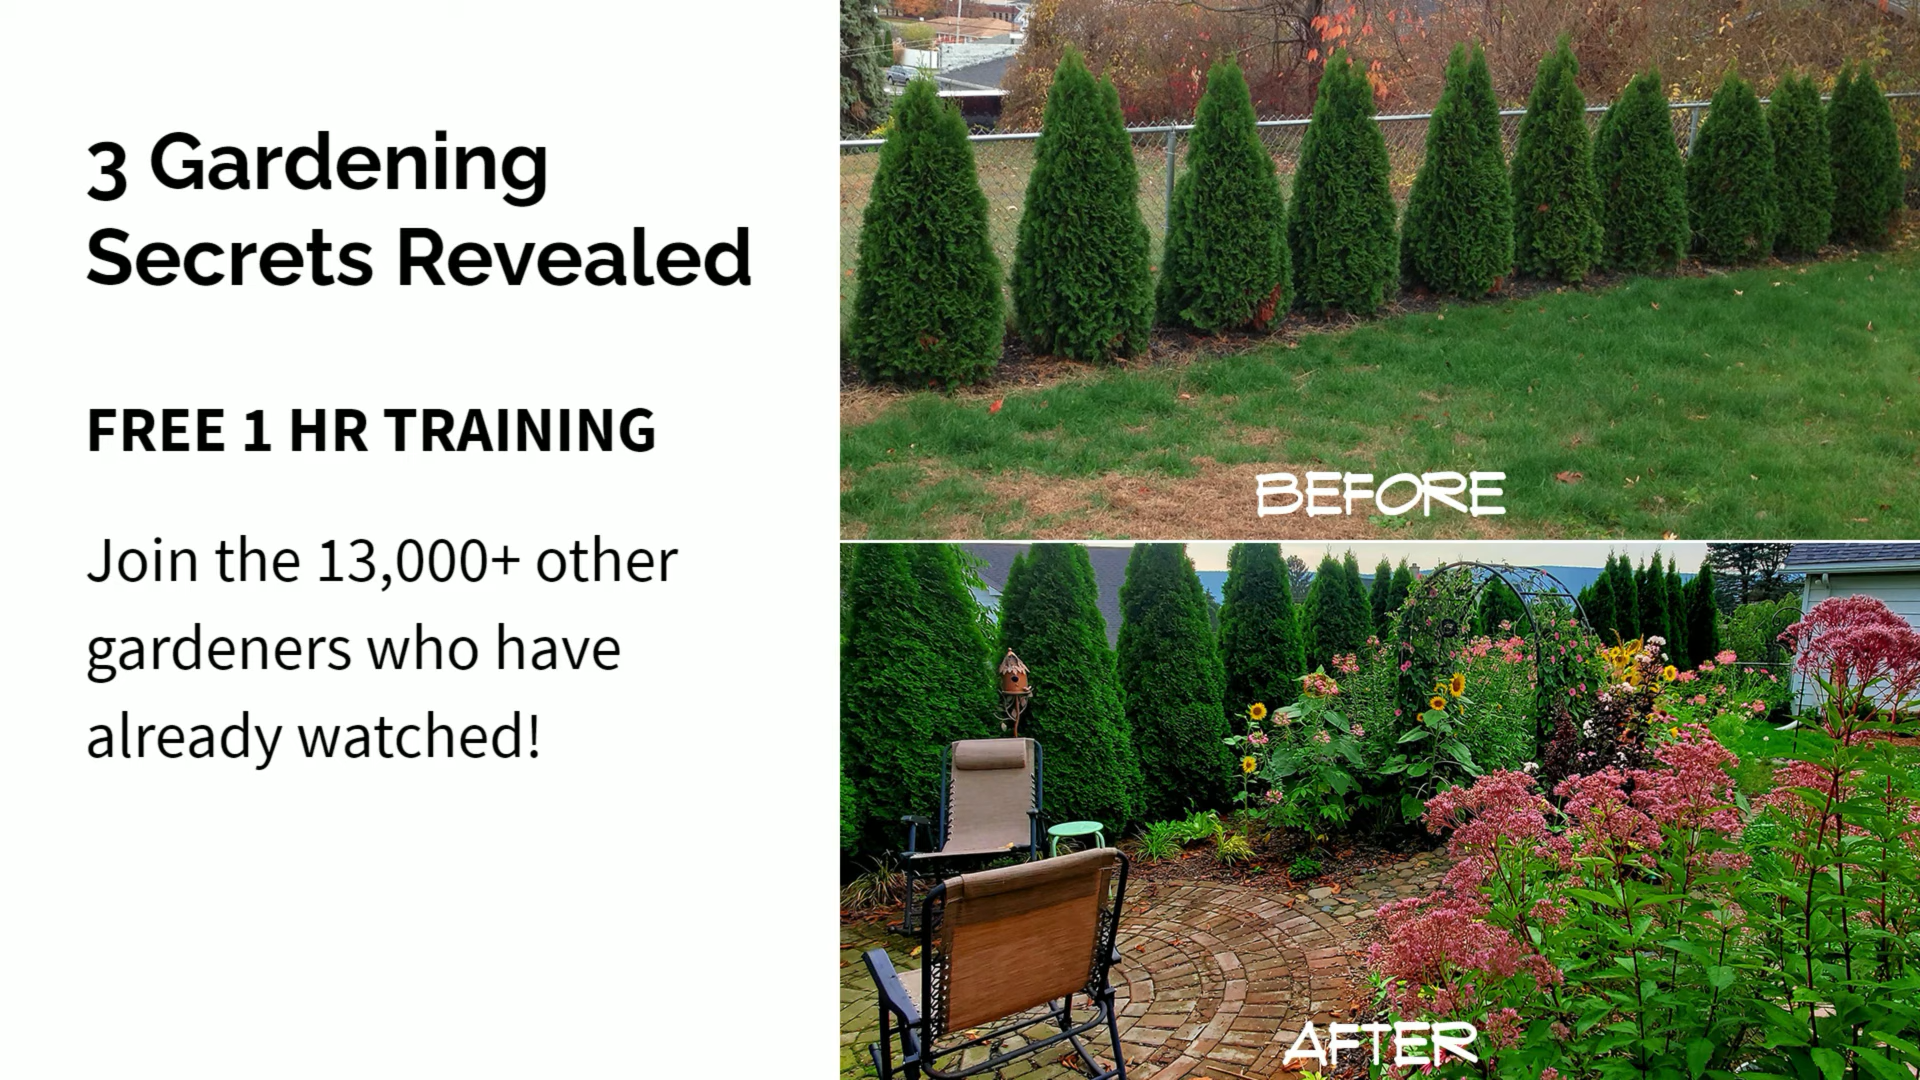 3 Gardening
Secrets Revealed
FREE 1 HR TRAINING
Join the 13,000+ other
gardeners who have
already watched!
BEFORE
AFTER